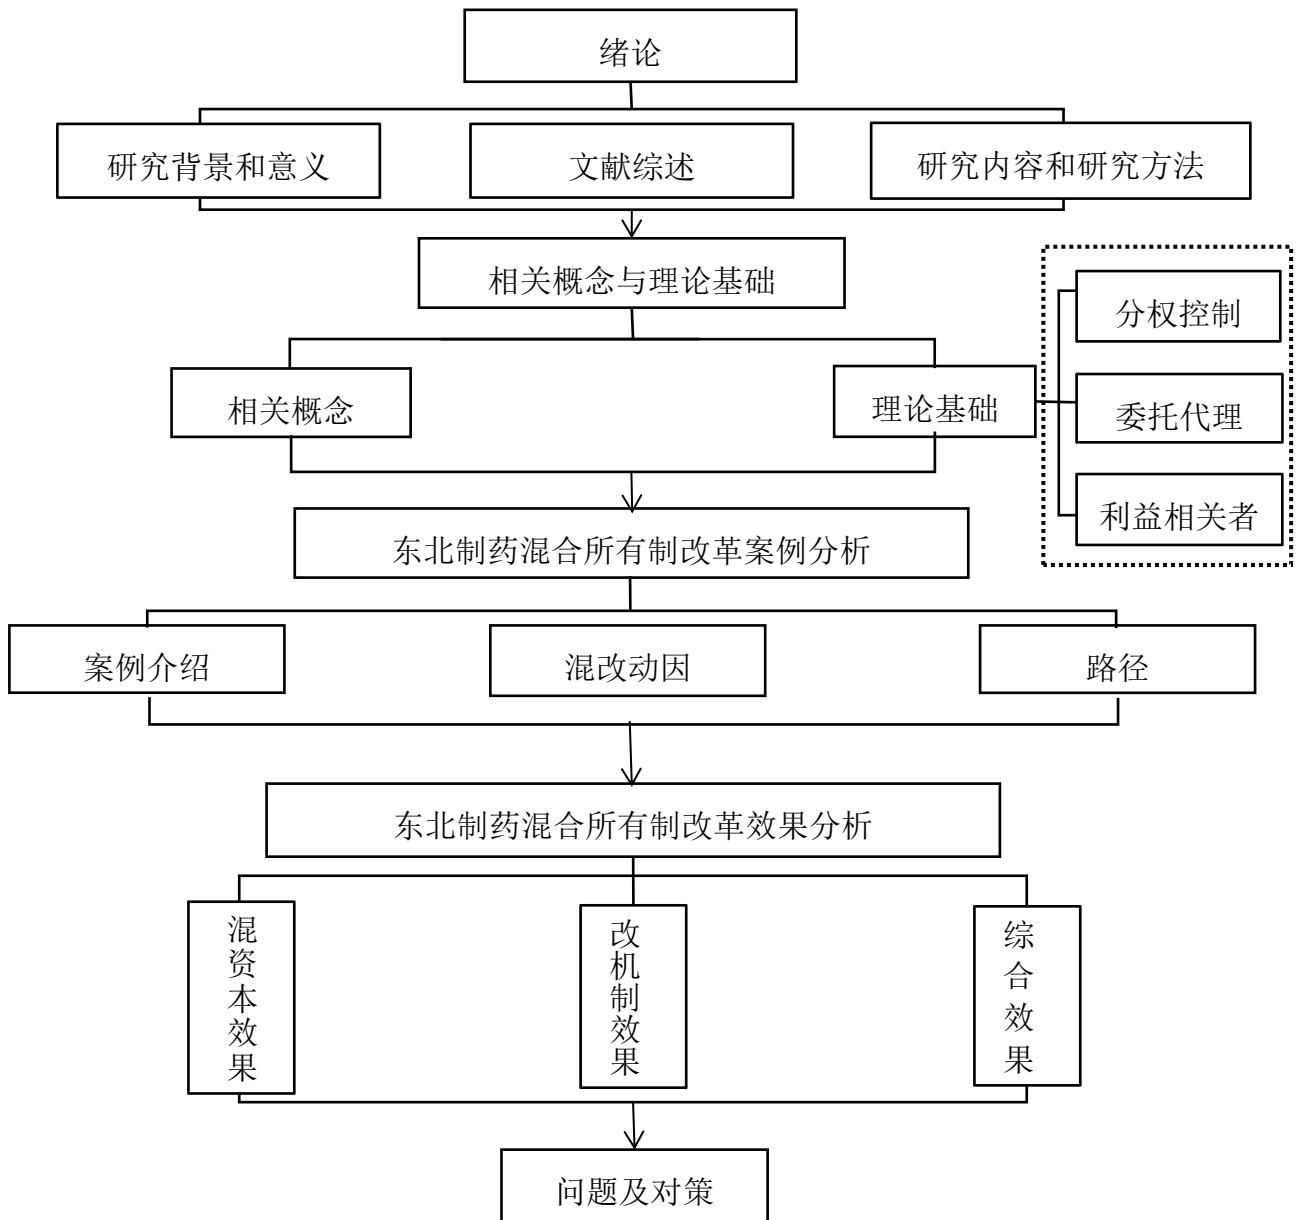 绪论
研究背景和意义
文献综述
研究内容和研究方法
相关概念与理论基础
相关概念
理论基础
分权控制
委托代理
利益相关者
东北制药混合所有制改革案例分析
案例介绍
混改动因
路径
东北制药混合所有制改革效果分析
混资本效果
改机制效果
综合效果
问题及对策